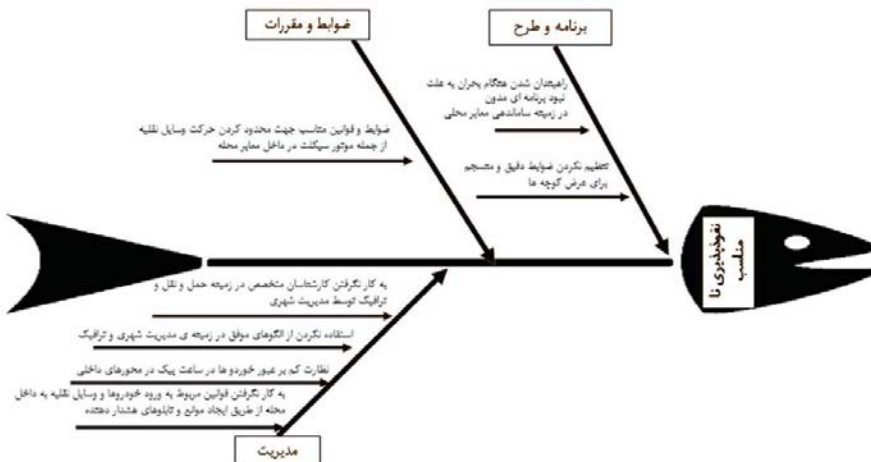 ضوابط و مقررات
برنامه و طرح
راهبندان شدن هنگام بحران به علت
نبود برنامه ای مدون
در زمینه ساماندهی معابر محلی
ضوابط و قوانین متناسب جهت محدود کردن حرکت وسایل نقلیه
از جمله موتور سیکلت در داخل معابر محله
تنظیم نکردن ضوابط دقیق و منسجم
برای عرض کوچه ها
نفوذپذیری نا
مناسب
به کار نگرفتن کارشناسان متخصص در زمینه حمل و نقل و
ترافیک توسط مدیریت شهری
استفاده نکردن از الگوهای موفق در زمینه ی مدیریت شهری و ترافیک
نظارت کم بر عبور خوردو ها در ساعت پیک در محورهای داخلی
به کار نگرفتن قوانین مربوط به ورود خودروها و وسایل نقلیه به داخل
محله از طریق ایجاد موانع و تابلوهای هشدار دهنده
مدیریت